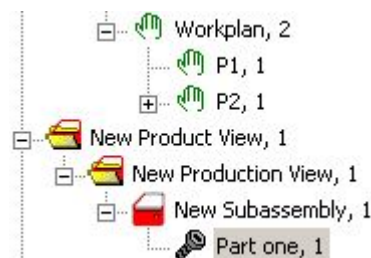 Workplan, 2
P1, 1
P2, 1
New Product View, 1
New Production View, 1
New Subassembly, 1
Part one, 1